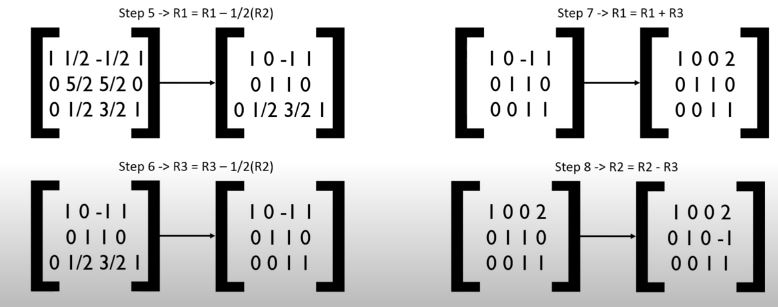 Step 5 -> R1 = R1 – 1/2(R2)
1 1/2 -1/2 1
0 5/2 5/2 0
0 1/2 3/2 1
1 0 -1 1
0 1 1 0
0 1/2 3/2 1
Step 7 -> R1 = R1 + R3
1 0 -1 1
0 1 1 0
0 0 1 1
1 0 0 2
0 1 1 0
0 0 1 1
Step 6 -> R3 = R3 – 1/2(R2)
1 0 -1 1
0 1 1 0
0 1/2 3/2 1
1 0 -1 1
0 1 1 0
0 0 1 1
Step 8 -> R2 = R2 - R3
1 0 0 2
0 1 1 0
0 0 1 1
1 0 0 2
0 1 0 -1
0 0 1 1